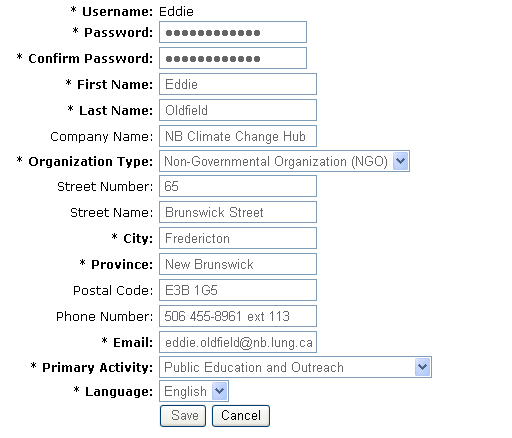 * Username: Eddie
* Password: ●●●●●●●●●●●●
* Confirm Password: ●●●●●●●●●●●●
* First Name: Eddie
* Last Name: Oldfield
Company Name: NB Climate Change Hub
* Organization Type: Non-Governmental Organization (NGO)
Street Number: 65
Street Name: Brunswick Street
* City: Fredericton
* Province: New Brunswick
Postal Code: E3B 1G5
Phone Number: 506 455-8961 ext 113
* Email: eddie.oldfield@nb.lung.ca
* Primary Activity: Public Education and Outreach
* Language: English
Save Cancel